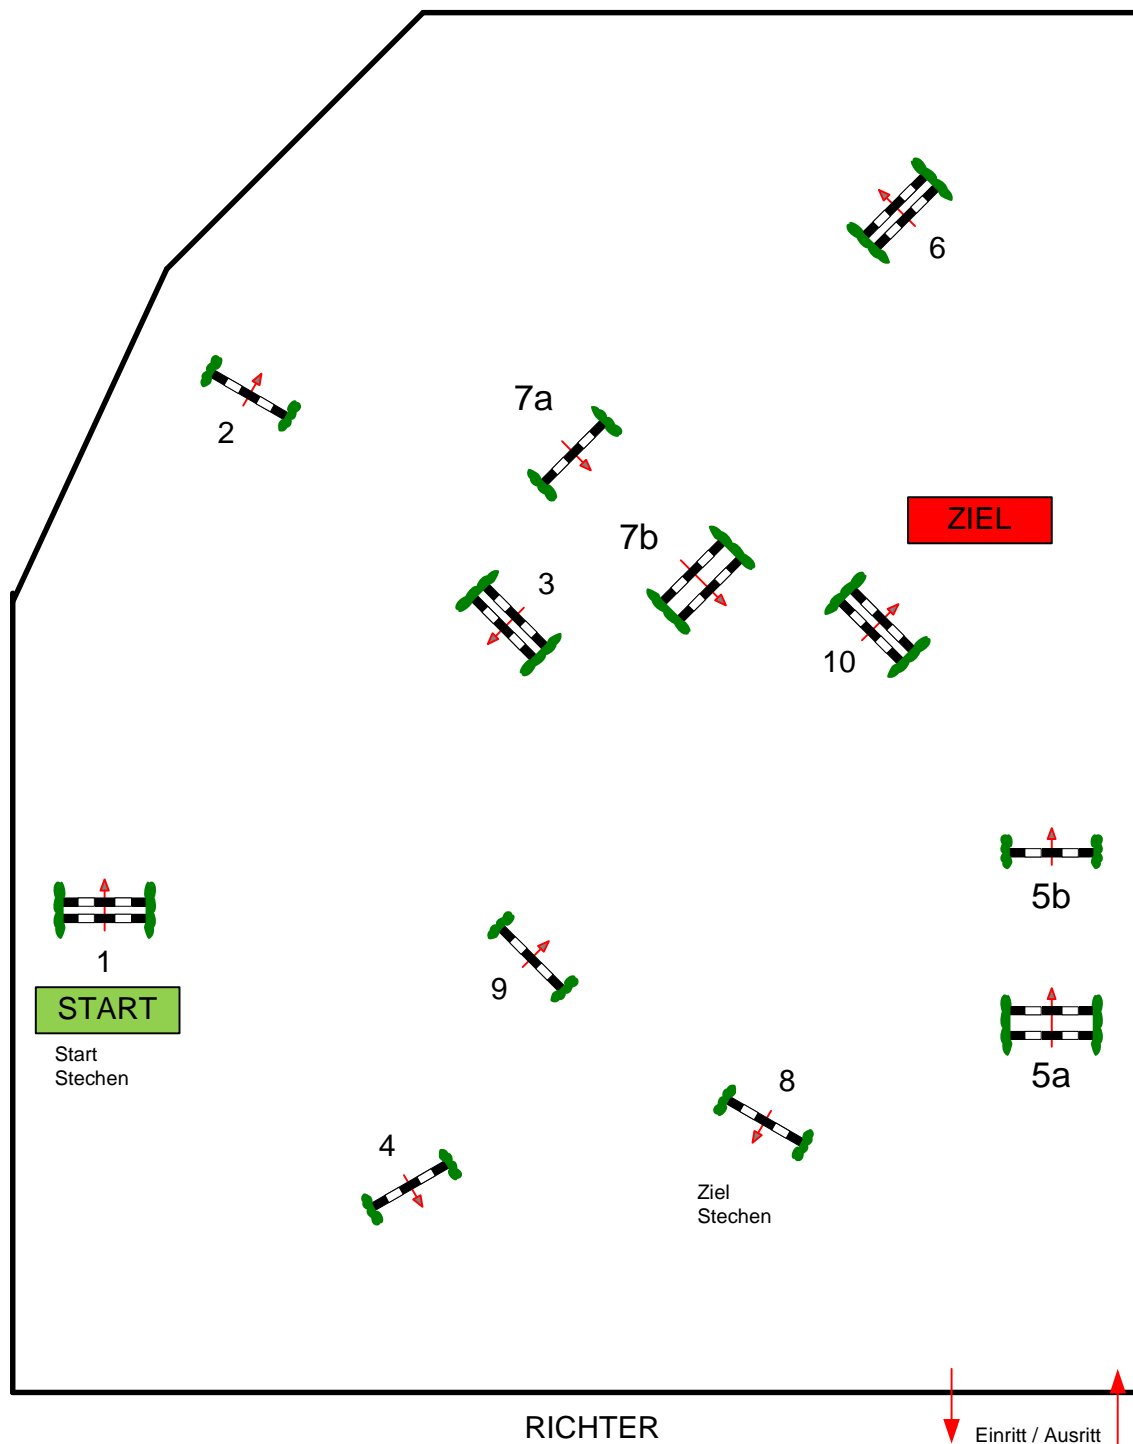 6
7a
2
ZIEL
7b
3
10
5b
1
9
START
Start
Stechen
5a
8
4
Ziel
Stechen
RICHTER
Einritt / Ausritt